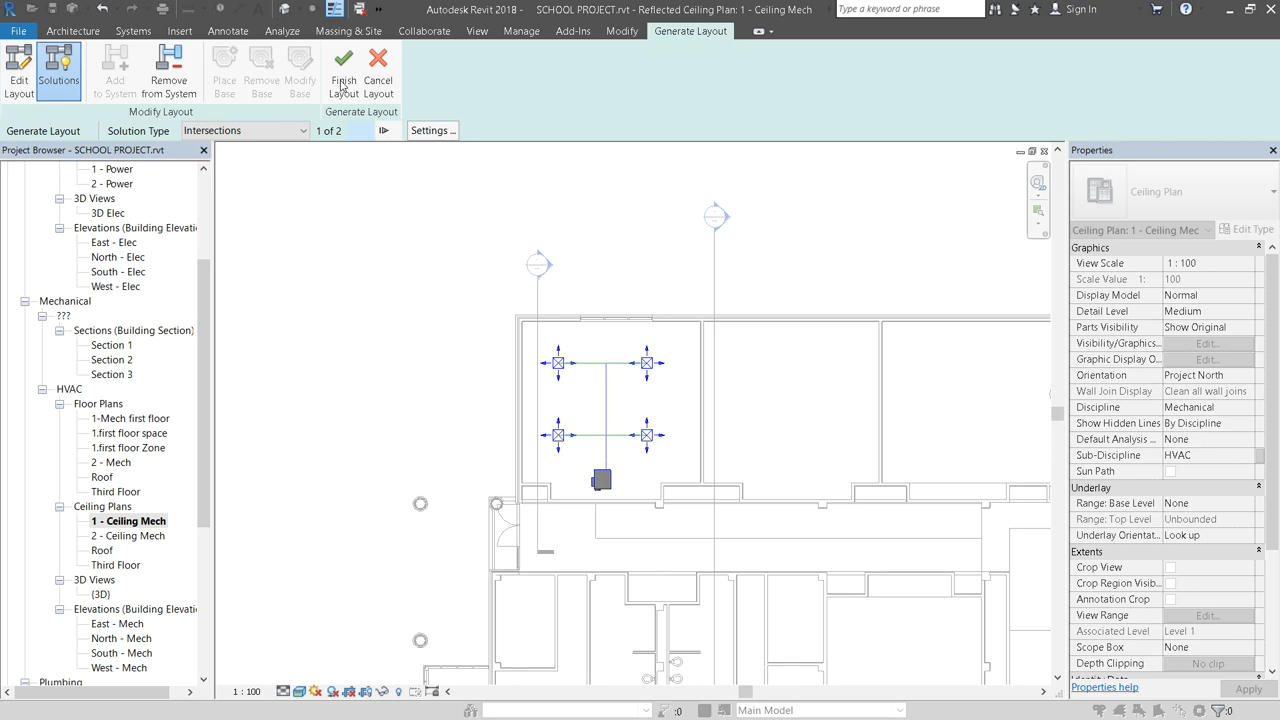 Autodesk Revit 2018 - SCHOOL PROJECT.rvt - Reflected Ceiling Plan: 1 - Ceiling Mech
Type a keyword or phrase
Sign In
File Architecture Systems Insert Annotate Analyze Massing & Site Collaborate View Manage Add-Ins Modify Generate Layout
Edit Layout
Solutions
Add to System
Remove from System
Place Base
Remove Base
Modify Base
Finish Layout
Cancel Layout
Modify Layout
Generate Layout
Generate Layout Solution Type Intersections 1 of 2 Settings ...
Project Browser - SCHOOL PROJECT.rvt
1 - Power
2 - Power
3D Views
3D Elec
Elevations (Building Elevati
East - Elec
North - Elec
South - Elec
West - Elec
Mechanical
???
Sections (Building Section)
Section 1
Section 2
Section 3
HVAC
Floor Plans
1-Mech first floor
1.first floor space
1.first floor Zone
2 - Mech
Roof
Third Floor
Ceiling Plans
1 - Ceiling Mech
2 - Ceiling Mech
Roof
Third Floor
3D Views
{3D}
Elevations (Building Elevati
East - Mech
North - Mech
South - Mech
West - Mech
Plumbing
1 : 100
:0
Main Model
:0
Properties
Ceiling Plan
Ceiling Plan: 1 - Ceiling Mec Edit Type
Graphics
View Scale 1 : 100
Scale Value 1: 100
Display Model Normal
Detail Level Medium
Parts Visibility Show Original
Visibility/Graphics... Edit...
Graphic Display O... Edit...
Orientation Project North
Wall Join Display Clean all wall joins
Discipline Mechanical
Show Hidden Lines By Discipline
Default Analysis ... None
Sub-Discipline HVAC
Sun Path
Underlay
Range: Base Level None
Range: Top Level Unbounded
Underlay Orientat... Look up
Extents
Crop View
Crop Region Visib...
Annotation Crop
View Range Edit...
Associated Level Level 1
Scope Box None
Depth Clipping No clip
Properties help
Apply